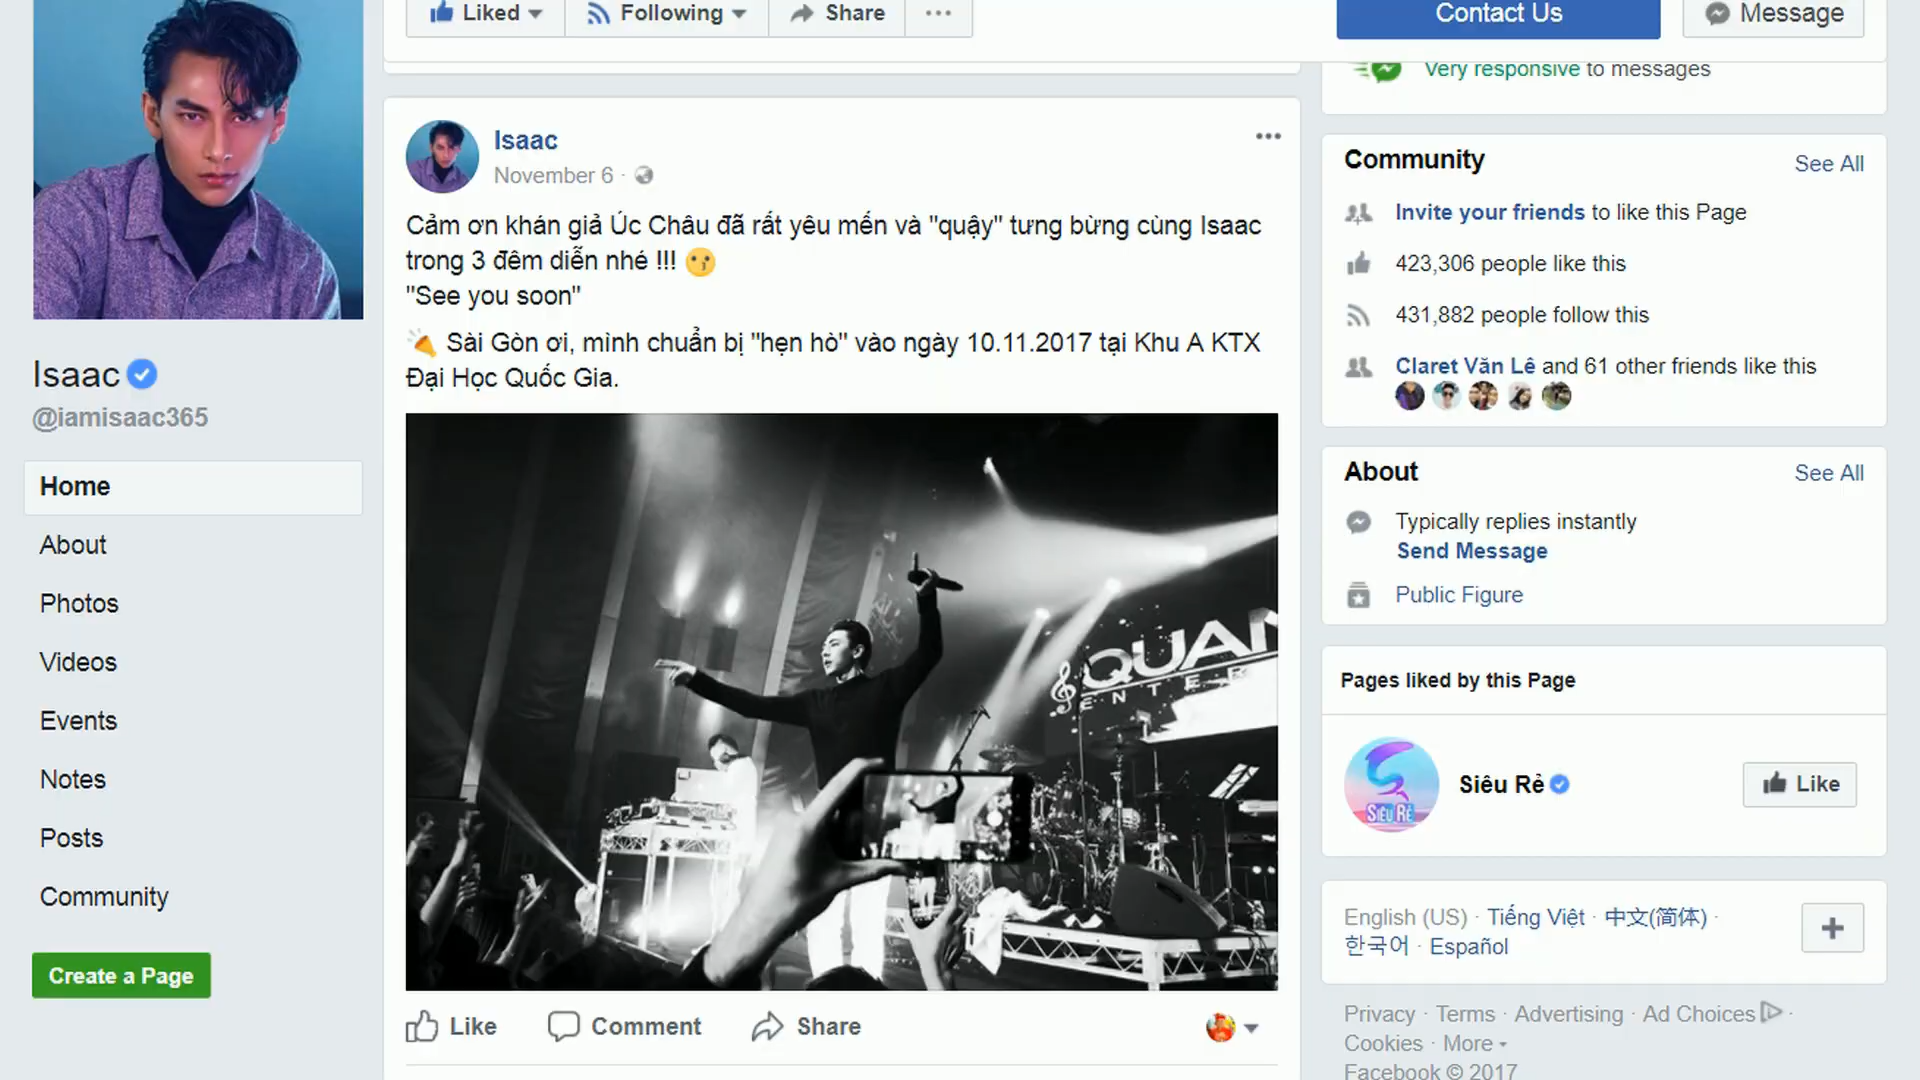 Liked
Following
Share
Contact Us
Message
Very responsive to messages
Isaac
@iamisaac365
Home
About
Photos
Videos
Events
Notes
Posts
Community
Create a Page
Isaac
November 6 ·
Cảm ơn khán giả Úc Châu đã rất yêu mến và "quậy" tưng bừng cùng Isaac
trong 3 đêm diễn nhé !!!
"See you soon"
Sài Gòn ơi, mình chuẩn bị "hẹn hò" vào ngày 10.11.2017 tại Khu A KTX
Đại Học Quốc Gia.
QUAN
ENTER
Like
Comment
Share
Community
See All
Invite your friends to like this Page
423,306 people like this
431,882 people follow this
Claret Văn Lê and 61 other friends like this
About
See All
Typically replies instantly
Send Message
Public Figure
Pages liked by this Page
SIÊU RẺ
Siêu Rẻ
Like
English (US) · Tiếng Việt · 中文(简体) ·
한국어 · Español
Privacy · Terms · Advertising · Ad Choices ·
Cookies · More
Facebook © 2017